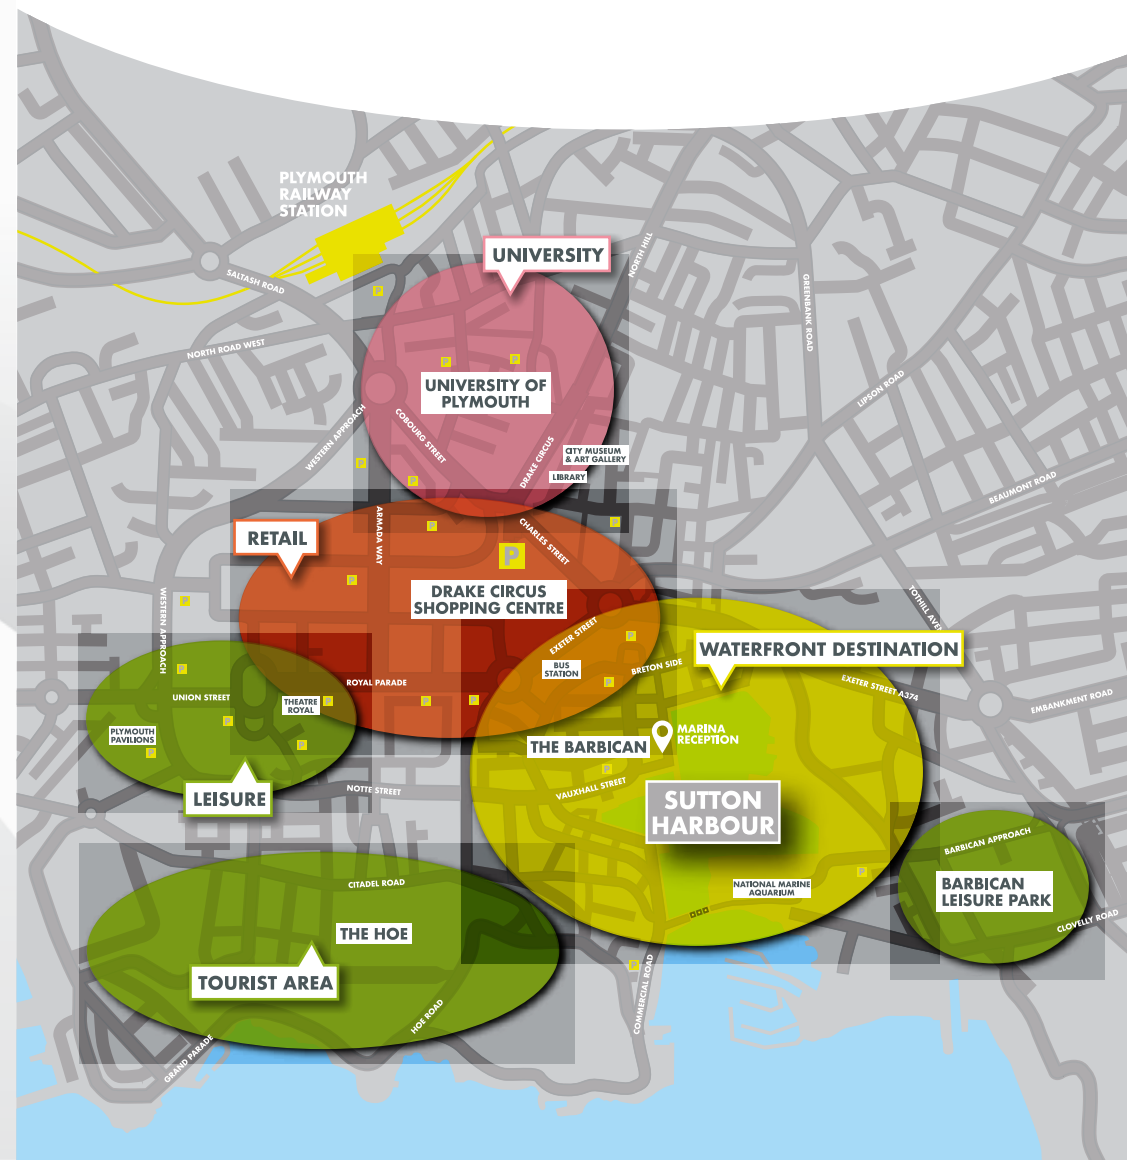 PLYMOUTH
RAILWAY
STATION
UNIVERSITY
NORTH HILL
SALTASH ROAD
GREENBANK ROAD
P
NORTH ROAD WEST
P
P
UNIVERSITY OF
PLYMOUTH
LIPSON ROAD
WESTERN APPROACH
COBOURG STREET
DRAKE CIRCUS
CITY MUSEUM
& ART GALLERY
LIBRARY
P
P
BEAUMONT ROAD
RETAIL
ARMADA WAY
P
CHARLES STREET
P
P
P
DRAKE CIRCUS
SHOPPING CENTRE
WESTERN APPROACH
P
TOTHILL AVE
EXETER STREET
P
WATERFRONT DESTINATION
BUS
STATION
BRETON SIDE
P
P
ROYAL PARADE
EXETER STREET A374
EMBANKMENT ROAD
UNION STREET
THEATRE
ROYAL
P
P
P
P
PLYMOUTH
PAVILIONS
P
P
THE BARBICAN
MARINA
RECEPTION
P
VAUXHALL STREET
LEISURE
NOTTE STREET
SUTTON
HARBOUR
BARBICAN APPROACH
P
NATIONAL MARINE
AQUARIUM
BARBICAN
LEISURE PARK
CLOVELLY ROAD
CITADEL ROAD
THE HOE
TOURIST AREA
P
COMMERCIAL ROAD
HOE ROAD
GRAND PARADE